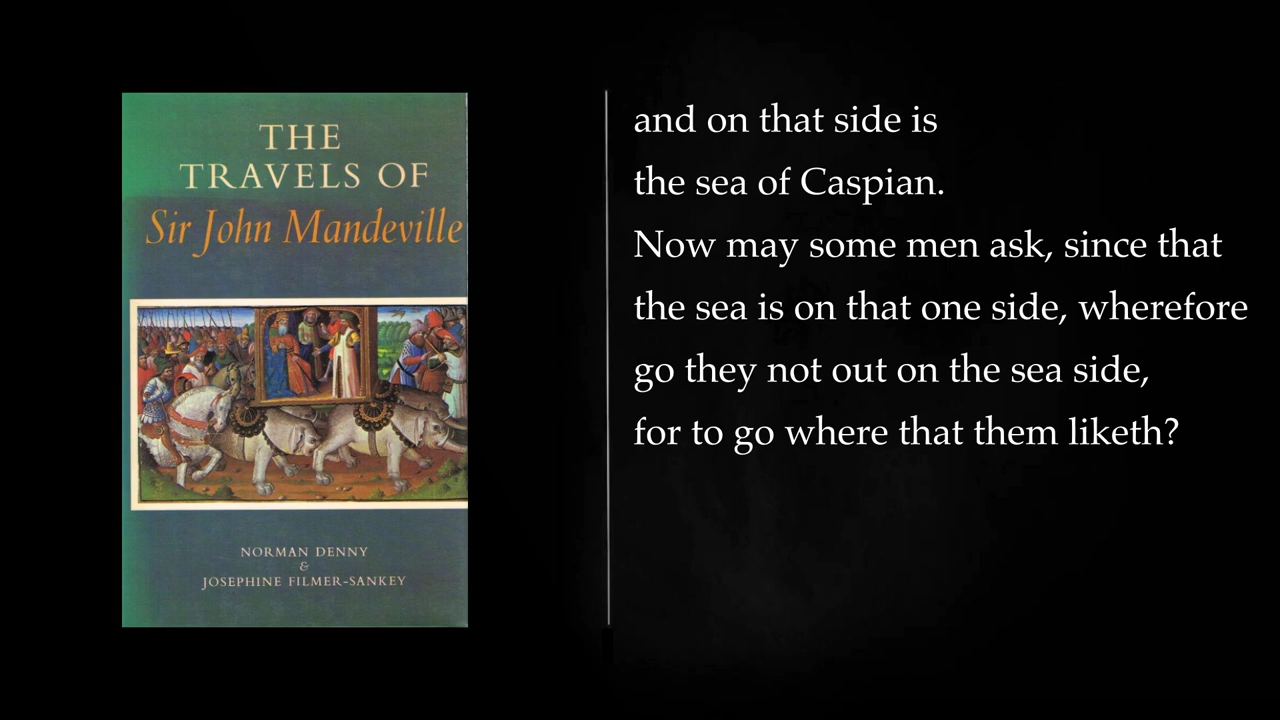 THE
TRAVELS OF
Sir John Mandeville
NORMAN DENNY
&
JOSEPHINE FILMER-SANKEY
and on that side is
the sea of Caspian.
Now may some men ask, since that
the sea is on that one side, wherefore
go they not out on the sea side,
for to go where that them liketh?